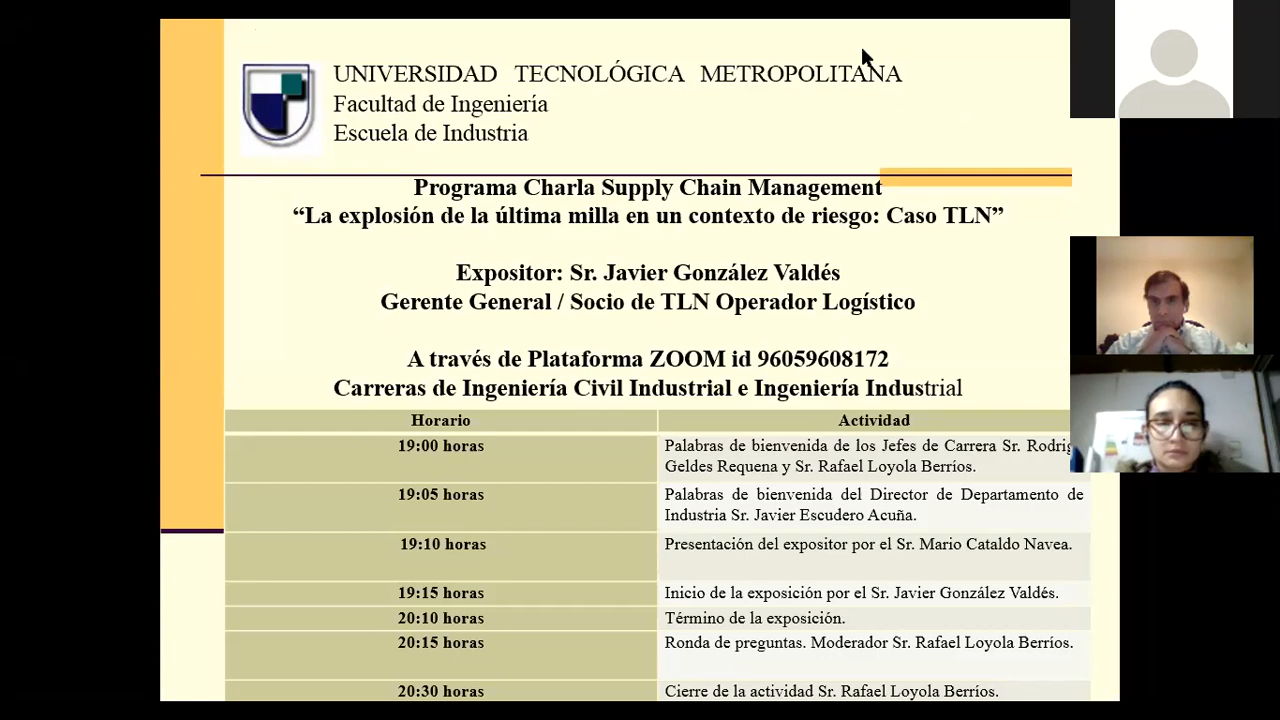 UNIVERSIDAD TECNOLÓGICA METROPOLITANA
Facultad de Ingeniería
Escuela de Industria
Programa Charla Supply Chain Management
“La explosión de la última milla en un contexto de riesgo: Caso TLN”
Expositor: Sr. Javier González Valdés
Gerente General / Socio de TLN Operador Logístico
A través de Plataforma ZOOM id 96059608172
Carreras de Ingeniería Civil Industrial e Ingeniería Industrial
Horario Actividad
19:00 horas Palabras de bienvenida de los Jefes de Carrera Sr.
Geldes Requena y Sr. Rafael Loyola Berríos.
19:05 horas Palabras de bienvenida del Director de Departamento de
Industria Sr. Javier Escudero Acuña.
19:10 horas Presentación del expositor por el Sr. Mario Cataldo Navea.
19:15 horas Inicio de la exposición por el Sr. Javier González Valdés.
20:10 horas Término de la exposición.
20:15 horas Ronda de preguntas. Moderador Sr. Rafael Loyola Berríos.
20:30 horas Cierre de la actividad Sr. Rafael Loyola Berríos.